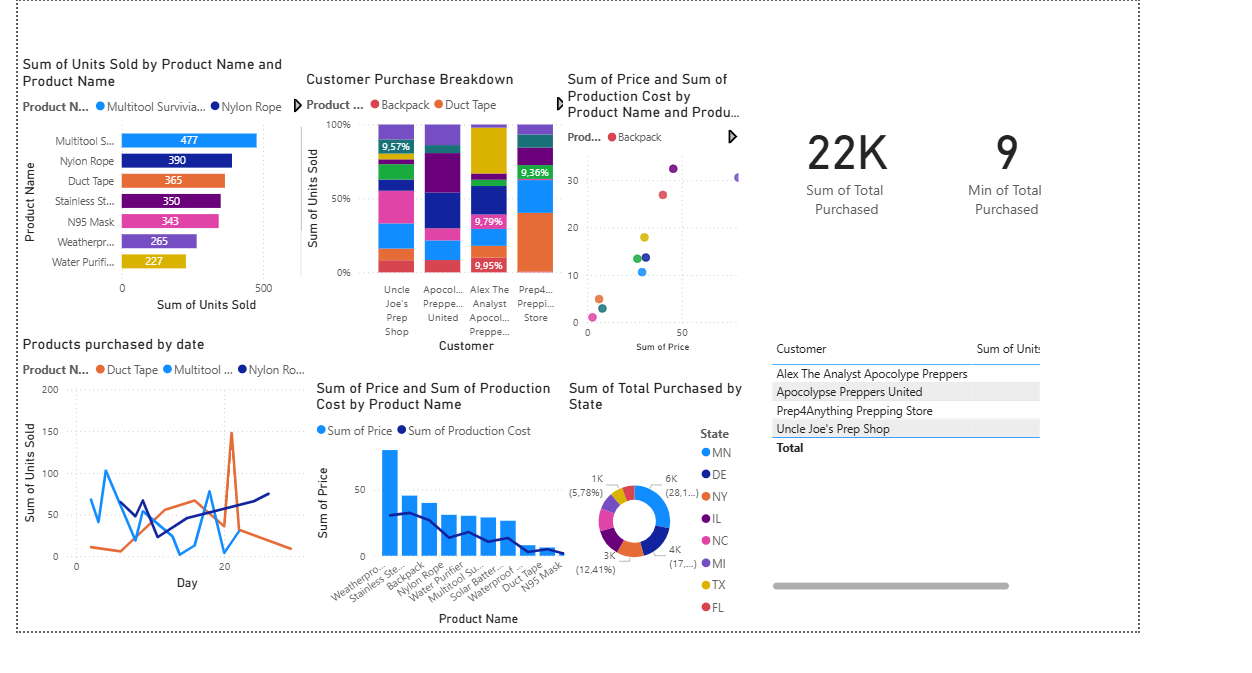 Sum of Units Sold by Product Name and
Product Name
Product N... Multitool Survivia... Nylon Rope
Product Name
Multitool S... 477
Nylon Rope 390
Duct Tape 365
Stainless St... 350
N95 Mask 343
Weatherpr... 265
Water Purifi... 227
0 500
Sum of Units Sold
Customer Purchase Breakdown
Product ... Backpack Duct Tape
Sum of Units Sold
100%
50%
0%
9,57%
9,79%
9,95%
9,36%
Uncle
Joe's
Prep
Shop
Apocol...
Preppe...
United
Alex The
Analyst
Apocol...
Preppe...
Prep4...
Preppi...
Store
Customer
Sum of Price and Sum of
Production Cost by
Product Name and Produ...
Prod... Backpack
30
20
10
0
0 50
Sum of Price
22K
Sum of Total
Purchased
9
Min of Total
Purchased
Products purchased by date
Product N... Duct Tape Multitool ... Nylon Ro...
Sum of Units Sold
200
150
100
50
0
0 20
Day
Sum of Price and Sum of Production
Cost by Product Name
Sum of Price Sum of Production Cost
Sum of Price
50
0
Weatherpro...
Stainless Ste...
Backpack
Nylon Rope
Water Purifier
Multitool Su...
Solar Batter...
Waterproof ...
Duct Tape
N95 Mask
Product Name
Sum of Total Purchased by
State
1K
(5,78%)
6K
(28,1...)
4K
(17,...)
3K
(12,41%)
State
MN
DE
NY
IL
NC
MI
TX
FL
Customer Sum of Units
Alex The Analyst Apocolype Preppers
Apocolypse Preppers United
Prep4Anything Prepping Store
Uncle Joe's Prep Shop
Total